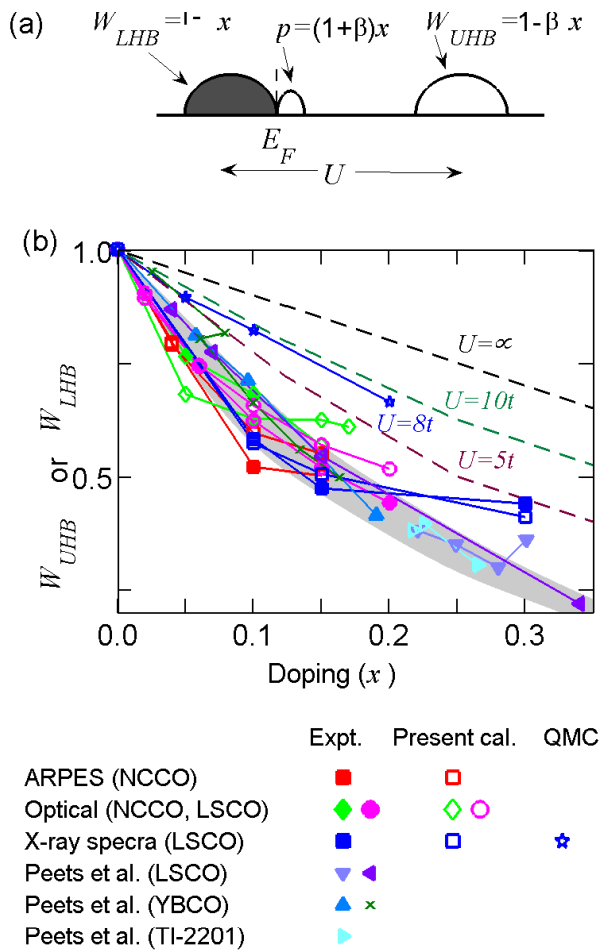 (a)
W_LHB = 1- x
p=(1+β)x
W_UHB = 1-β x
E_F
U
(b)
1.0
0.5
W_UHB or W_LHB
U=∝
U=10t
U=8t
U=5t
0.0 0.1 0.2 0.3
Doping (x)
Expt. Present cal. QMC
ARPES (NCCO)
Optical (NCCO, LSCO)
X-ray specra (LSCO)
Peets et al. (LSCO)
Peets et al. (YBCO)
Peets et al. (TI-2201)